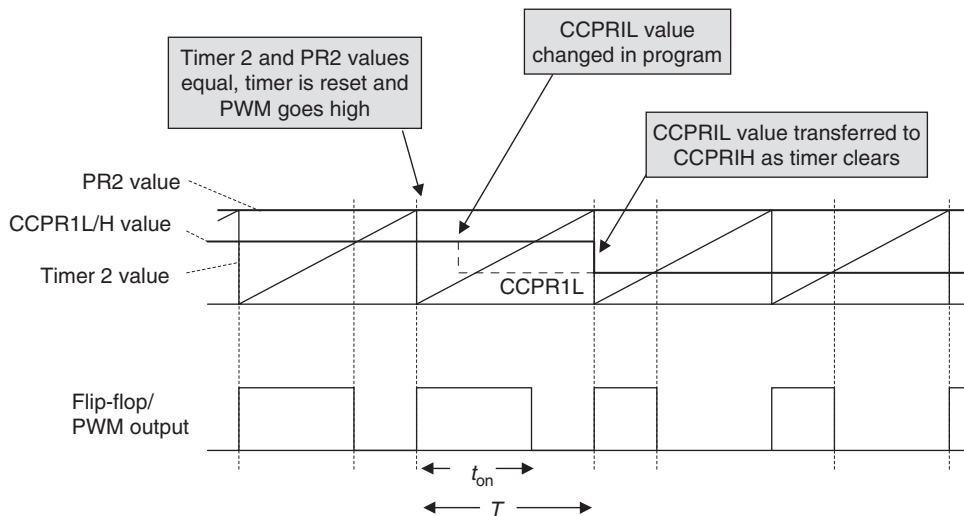 CCPRIL value
changed in program
Timer 2 and PR2 values
equal, timer is reset and
PWM goes high
CCPRIL value transferred to
CCPRIH as timer clears
PR2 value
CCPR1L/H value
Timer 2 value
CCPR1L
Flip-flop/
PWM output
ton
T